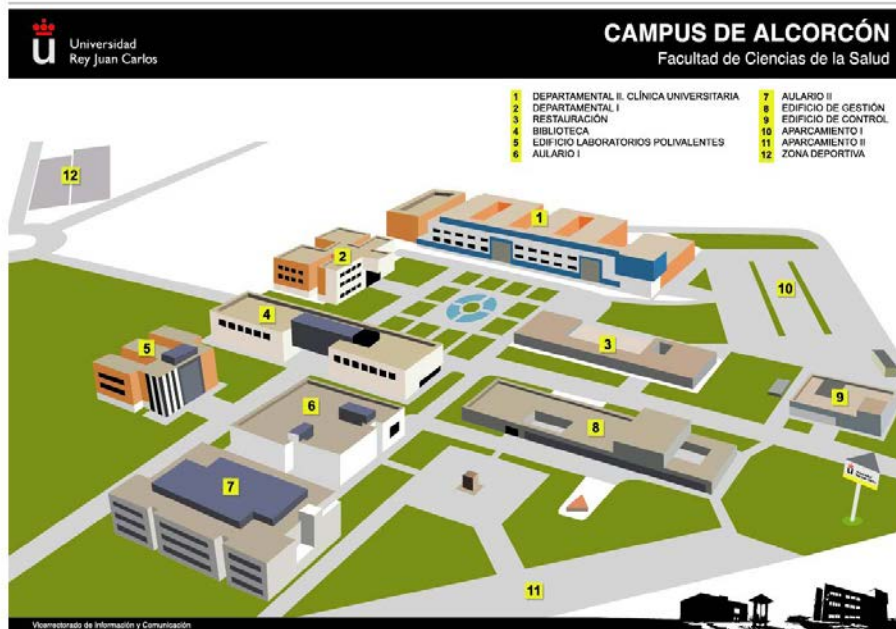 Universidad
Rey Juan Carlos
CAMPUS DE ALCORCÓN
Facultad de Ciencias de la Salud
1 DEPARTAMENTAL II. CLÍNICA UNIVERSITARIA
2 DEPARTAMENTAL I
3 RESTAURACIÓN
4 BIBLIOTECA
5 EDIFICIO LABORATORIOS POLIVALENTES
6 AULARIO I
7 AULARIO II
8 EDIFICIO DE GESTIÓN
9 EDIFICIO DE CONTROL
10 APARCAMIENTO I
11 APARCAMIENTO II
12 ZONA DEPORTIVA
12
1
2
10
4
3
5
9
6
8
7
11
Vicerrectorado de Información y Comunicación